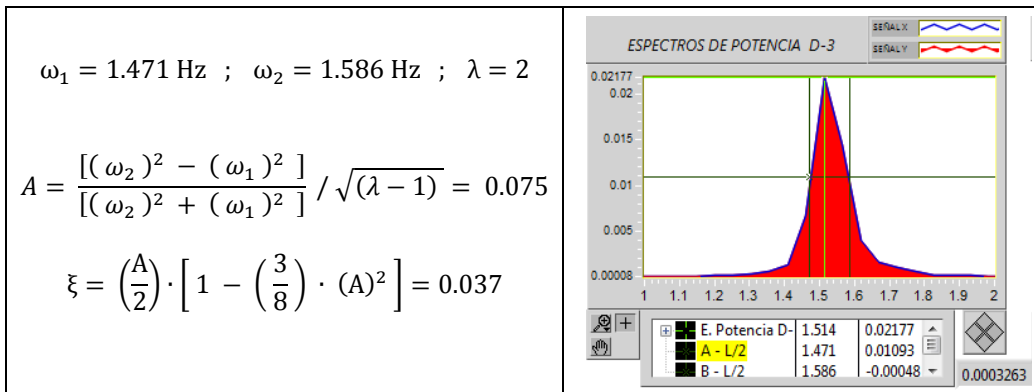 ω₁ = 1.471 Hz ; ω₂ = 1.586 Hz ; λ = 2
A = [( ω₂ )² − ( ω₁ )² ] / [( ω₂ )² + ( ω₁ )² ] / √(λ − 1) = 0.075
ξ = (A/2) · [ 1 − (3/8) · (A)² ] = 0.037
ESPECTROS DE POTENCIA D-3
SEÑAL X
SEÑAL Y
0.02177
0.02
0.015
0.01
0.005
0.00008
1 1.1 1.2 1.3 1.4 1.5 1.6 1.7 1.8 1.9 2
E. Potencia D- 1.514 0.02177
A - L/2 1.471 0.01093
B - L/2 1.586 -0.00048
0.0003263